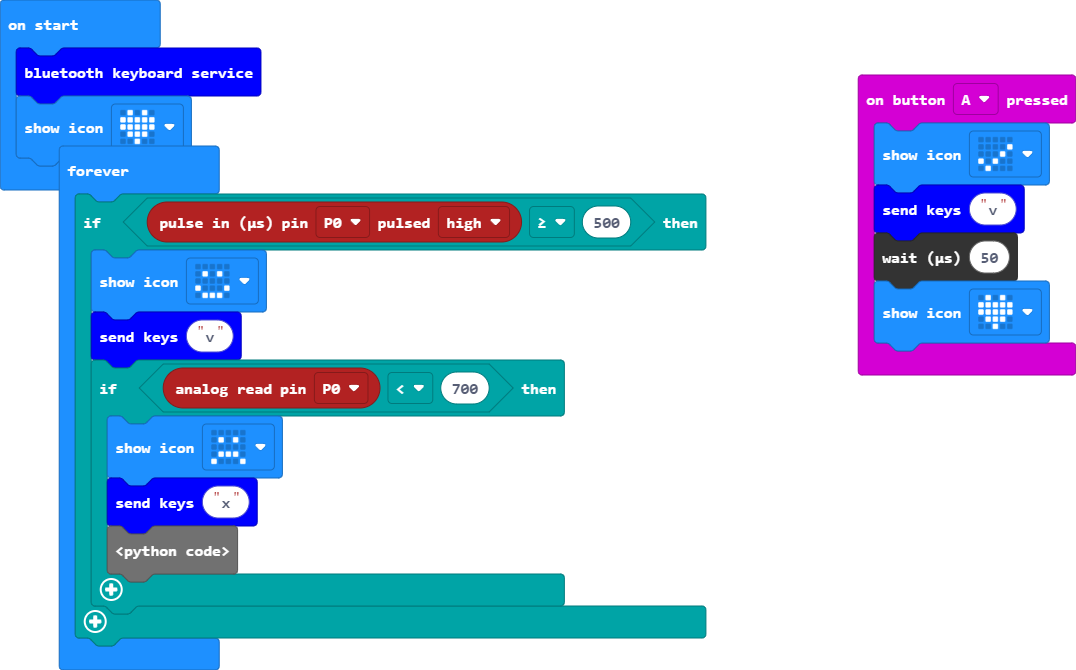 on start
bluetooth keyboard service
show icon
forever
if pulse in (µs) pin P0 pulsed high ≥ 500 then
show icon
send keys "v"
if analog read pin P0 < 700 then
show icon
send keys "x"
<python code>
on button A pressed
show icon
send keys "v"
wait (µs) 50
show icon